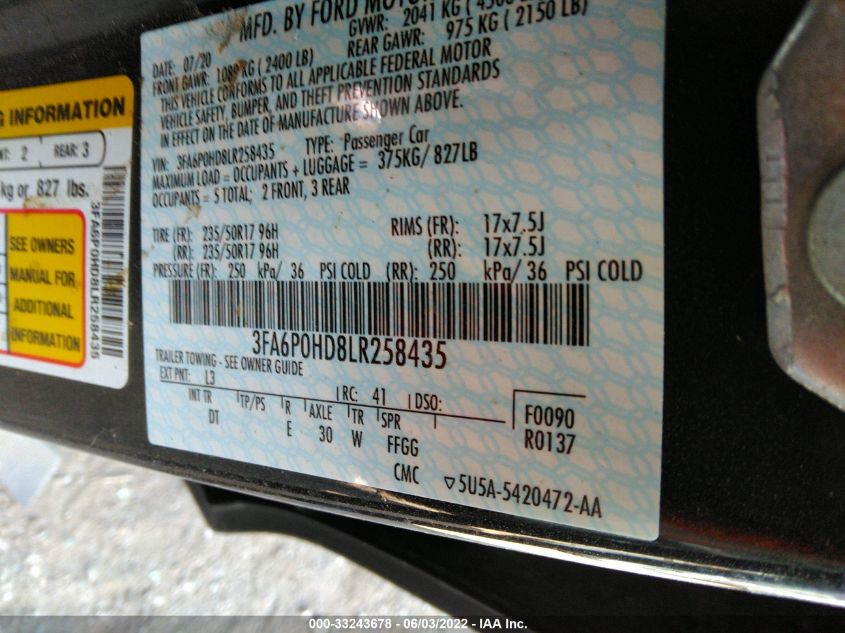 MFD. BY FORD MOTOR
DATE: 07/20 GVWR: 2041 KG
FRONT GAWR: KG (2400 LB) REAR GAWR: 975 KG (2150 LB)
THIS VEHICLE CONFORMS TO ALL APPLICABLE FEDERAL MOTOR
VEHICLE SAFETY, BUMPER, AND THEFT PREVENTION STANDARDS
IN EFFECT ON THE DATE OF MANUFACTURE SHOWN ABOVE.
VIN: 3FA6P0HD8LR258435 TYPE: Passenger Car
MAXIMUM LOAD = OCCUPANTS + LUGGAGE = 375KG/ 827LB
OCCUPANTS = 5 TOTAL; 2 FRONT, 3 REAR
TIRE (FR): 235/50R17 96H RIMS (FR): 17x7.5J
(RR): 235/50R17 96H (RR): 17x7.5J
PRESSURE (FR): 250 kPa/ 36 PSI COLD (RR): 250 kPa/ 36 PSI COLD
3FA6P0HD8LR258435
TRAILER TOWING - SEE OWNER GUIDE
EXT PNT: L3 RC: 41 DSO:
INT TR TP/PS R AXLE TR SPR F0090
DT E 30 W FFGG R0137
CMC 5U5A-5420472-AA
INFORMATION
2 REAR: 3
kg or 827 lbs.
SEE OWNERS
MANUAL FOR
ADDITIONAL
INFORMATION
3FA6P0HD8LR258435
000-33243678 - 06/03/2022 - IAA Inc.